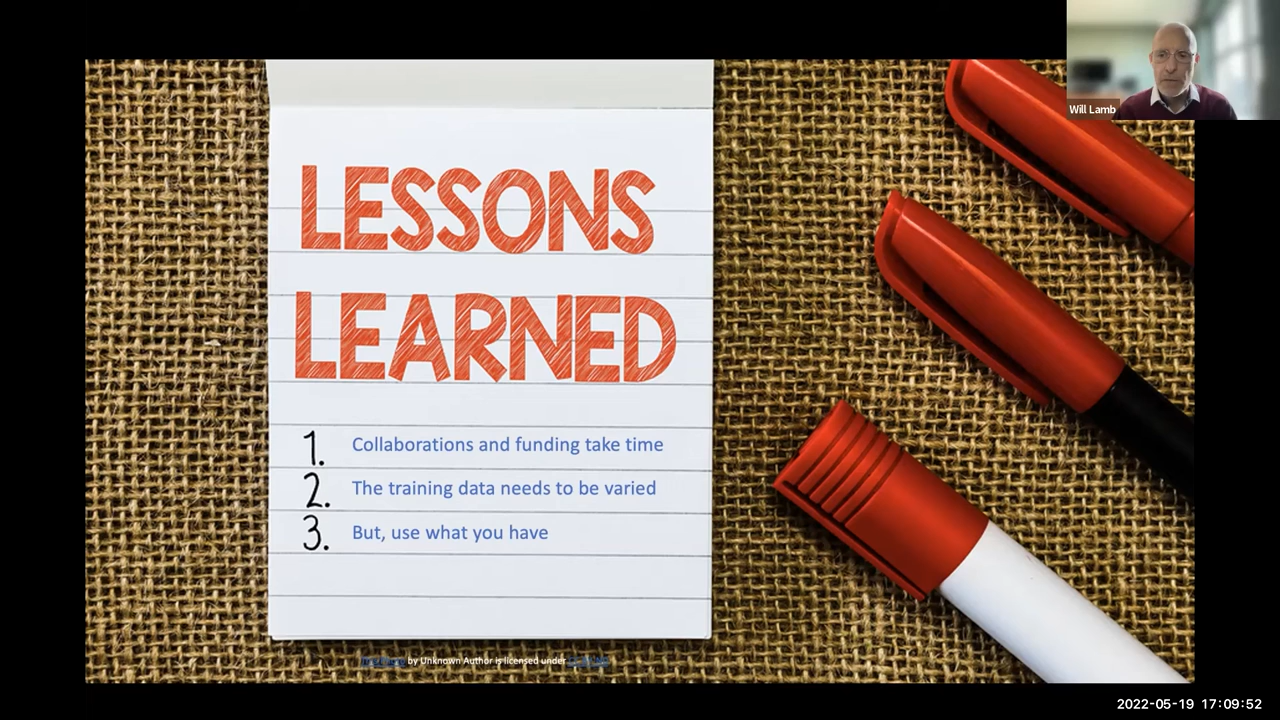 Will Lamb
LESSONS
LEARNED
1. Collaborations and funding take time
2. The training data needs to be varied
3. But, use what you have
by Unknown Author is licensed under
2022-05-19 17:09:52